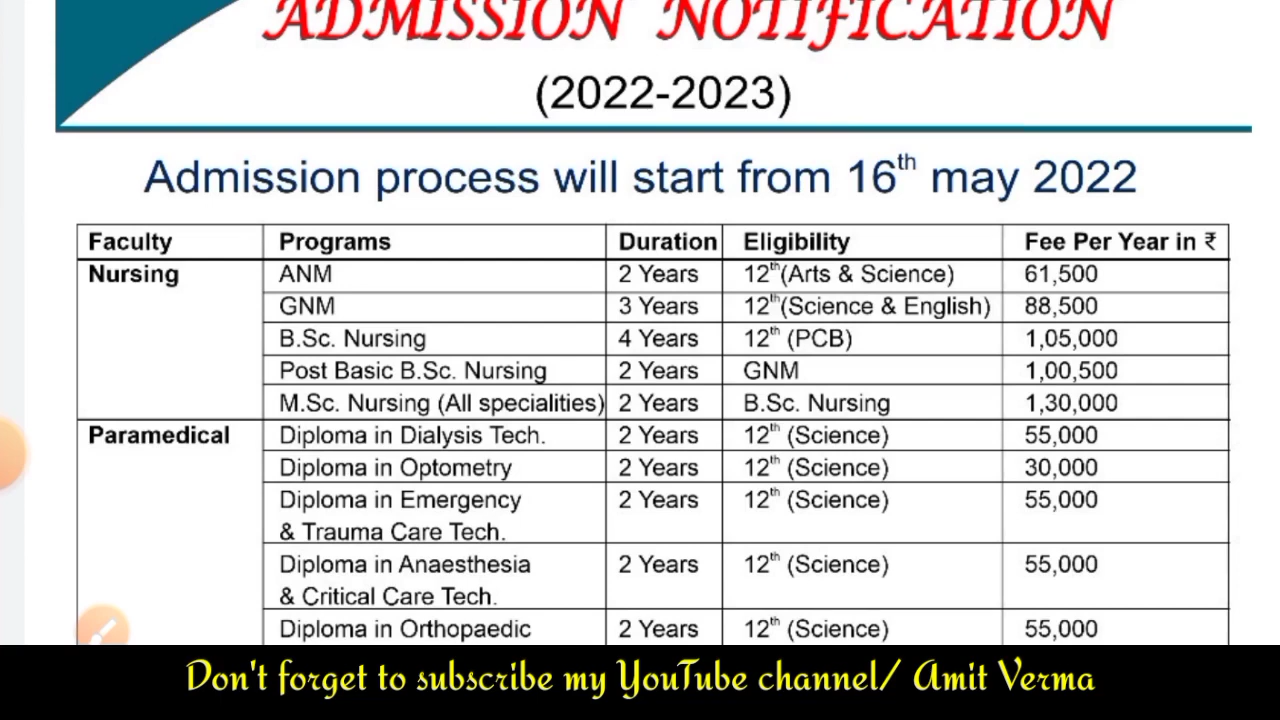 ADMISSION NOTIFICATION
(2022-2023)
Admission process will start from 16th may 2022
Faculty Programs Duration Eligibility Fee Per Year in ₹
Nursing ANM 2 Years 12th(Arts & Science) 61,500
GNM 3 Years 12th(Science & English) 88,500
B.Sc. Nursing 4 Years 12th (PCB) 1,05,000
Post Basic B.Sc. Nursing 2 Years GNM 1,00,500
M.Sc. Nursing (All specialities) 2 Years B.Sc. Nursing 1,30,000
Paramedical Diploma in Dialysis Tech. 2 Years 12th (Science) 55,000
Diploma in Optometry 2 Years 12th (Science) 30,000
Diploma in Emergency 2 Years 12th (Science) 55,000
& Trauma Care Tech.
Diploma in Anaesthesia 2 Years 12th (Science) 55,000
& Critical Care Tech.
Diploma in Orthopaedic 2 Years 12th (Science) 55,000
Don't forget to subscribe my YouTube channel/ Amit Verma